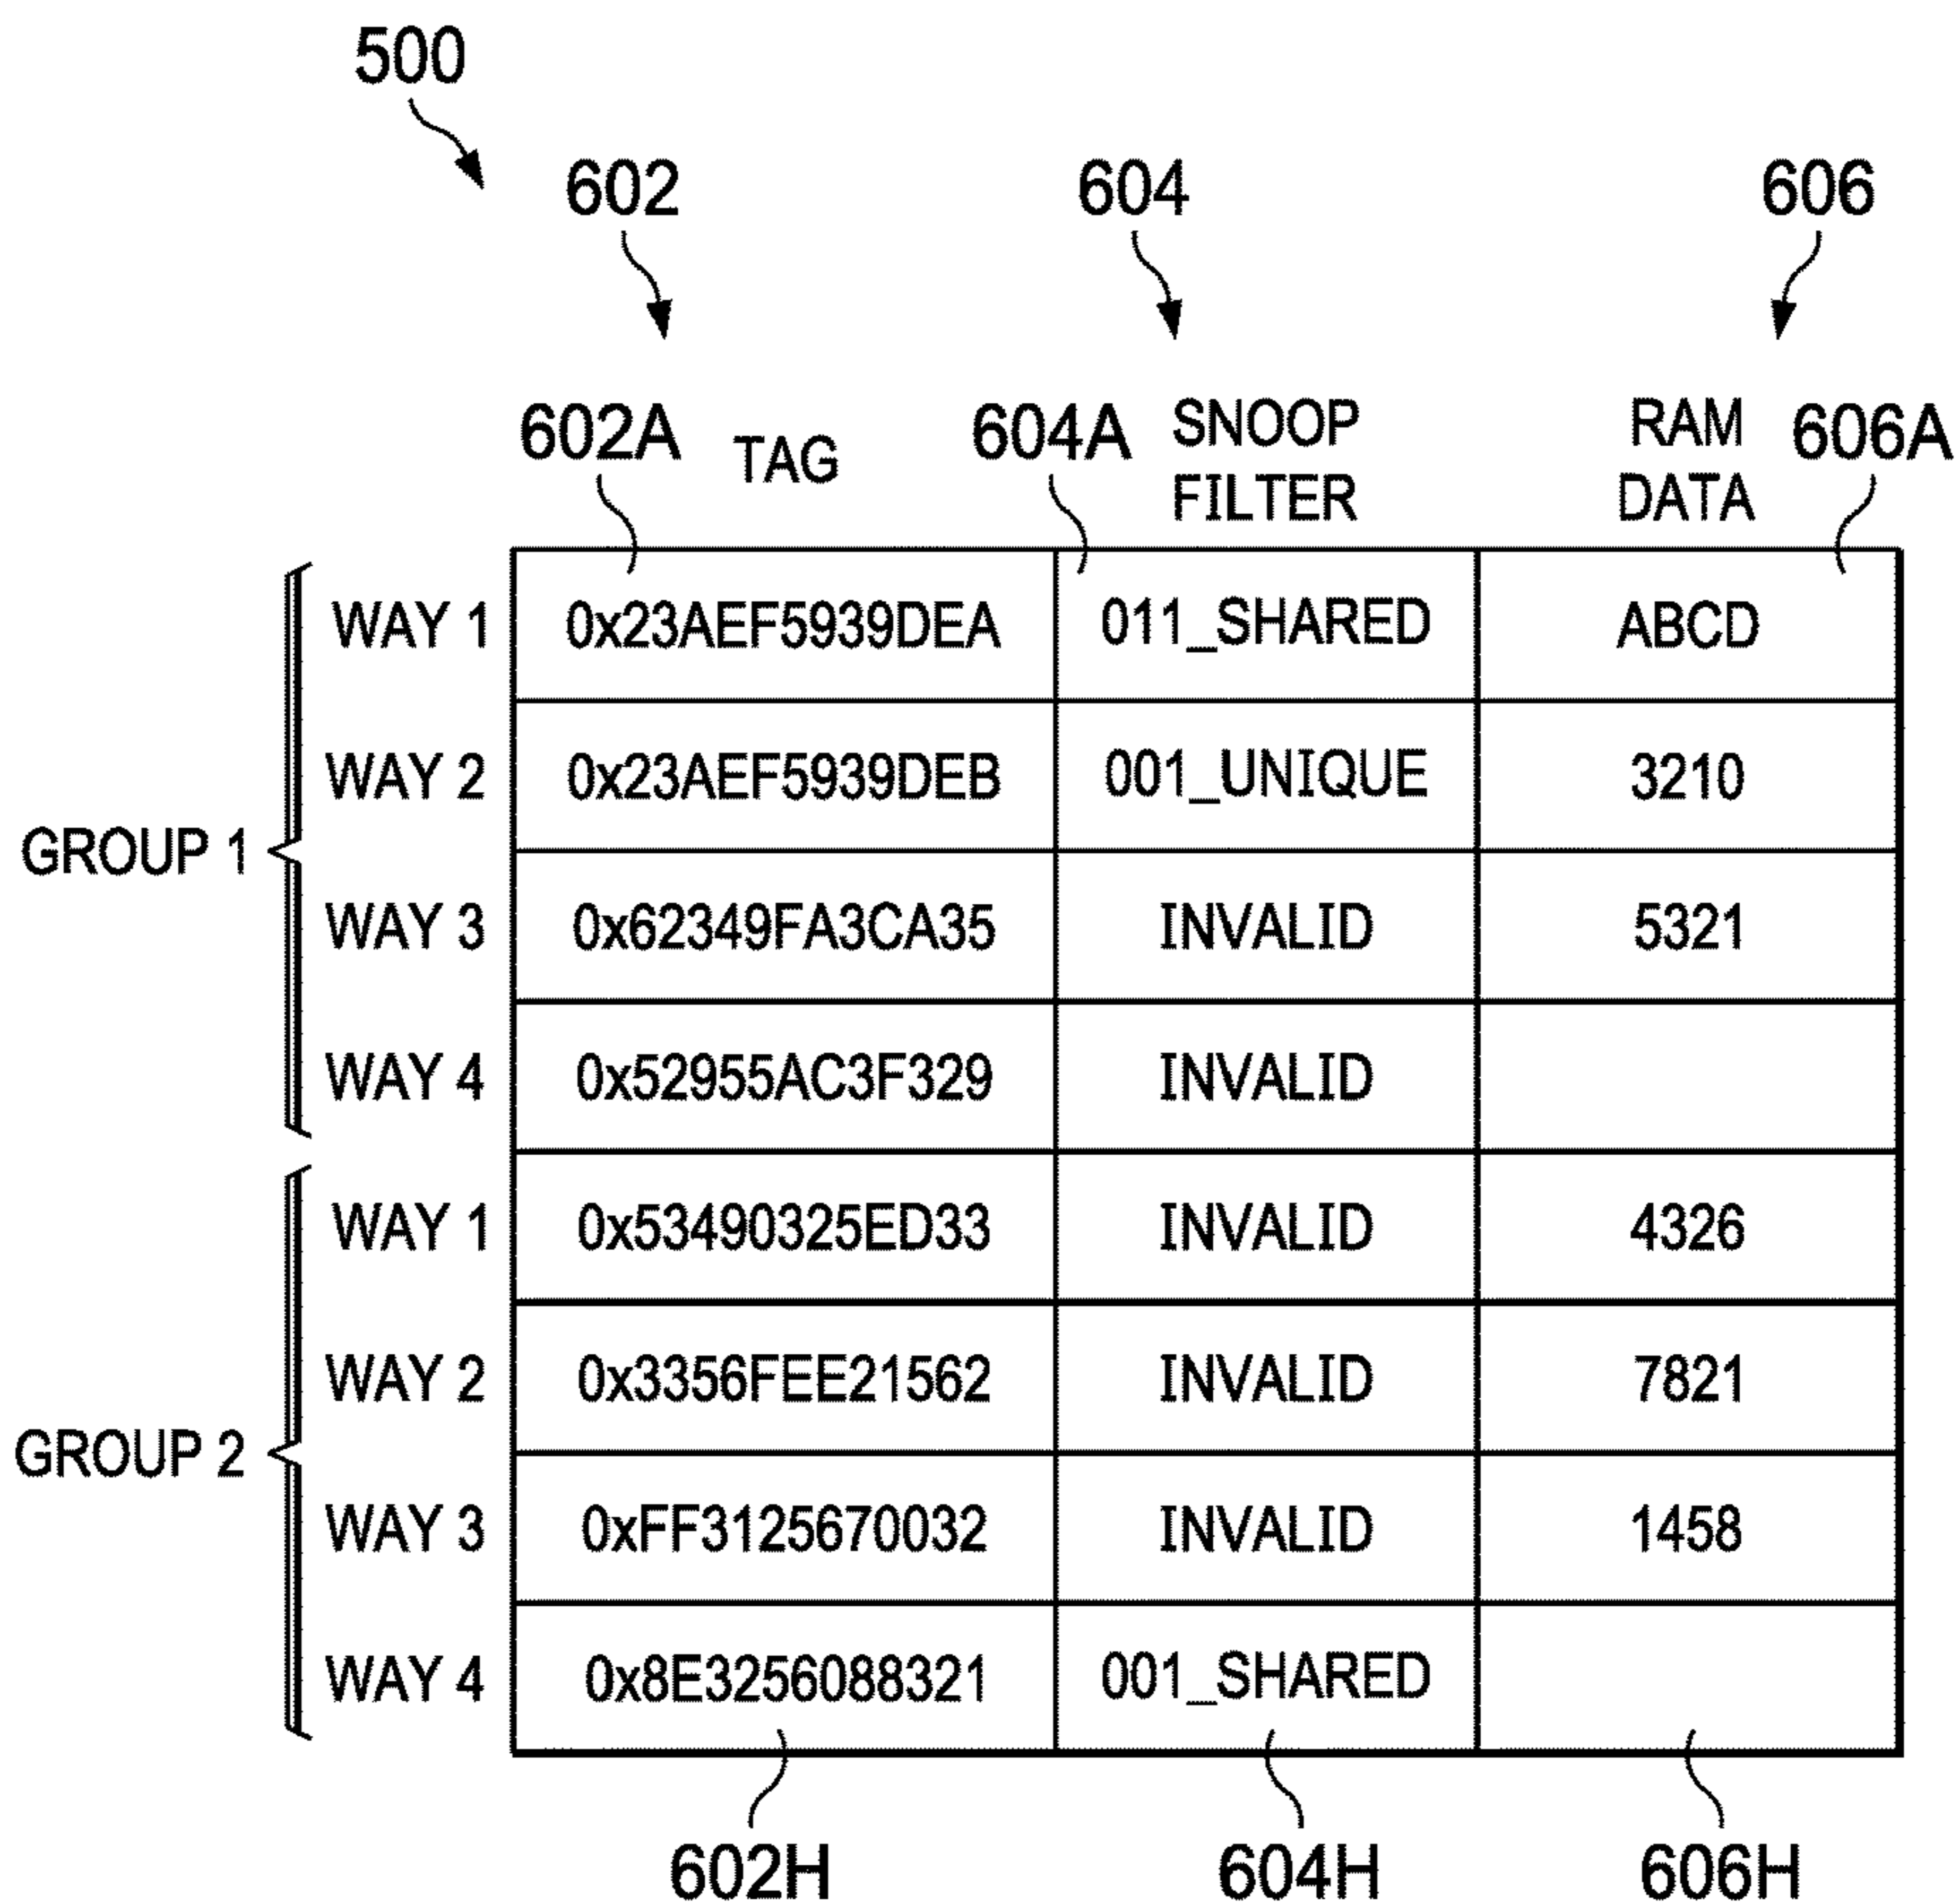 500
602 604 606
602A TAG 604A SNOOP FILTER RAM DATA 606A
WAY 1 0x23AEF5939DEA 011_SHARED ABCD
WAY 2 0x23AEF5939DEB 001_UNIQUE 3210
GROUP 1
WAY 3 0x62349FA3CA35 INVALID 5321
WAY 4 0x52955AC3F329 INVALID
WAY 1 0x53490325ED33 INVALID 4326
WAY 2 0x3356FEE21562 INVALID 7821
GROUP 2
WAY 3 0xFF3125670032 INVALID 1458
WAY 4 0x8E3256088321 001_SHARED
602H 604H 606H